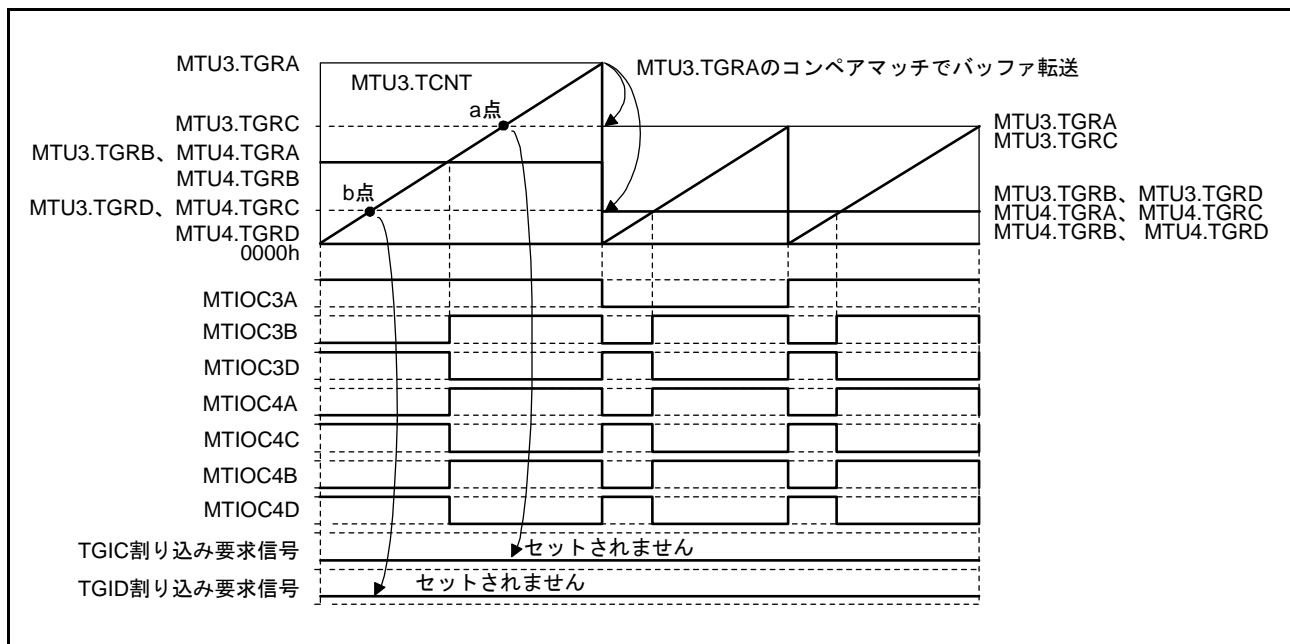 MTU3.TGRA
MTU3.TCNT
MTU3.TGRAのコンペアマッチでバッファ転送
a点
MTU3.TGRC
MTU3.TGRB、MTU4.TGRA
MTU4.TGRB
b点
MTU3.TGRD、MTU4.TGRC
MTU4.TGRD
0000h
MTU3.TGRA
MTU3.TGRC
MTU3.TGRB、MTU3.TGRD
MTU4.TGRA、MTU4.TGRC
MTU4.TGRB、 MTU4.TGRD
MTIOC3A
MTIOC3B
MTIOC3D
MTIOC4A
MTIOC4C
MTIOC4B
MTIOC4D
TGIC割り込み要求信号
セットされません
TGID割り込み要求信号
セットされません